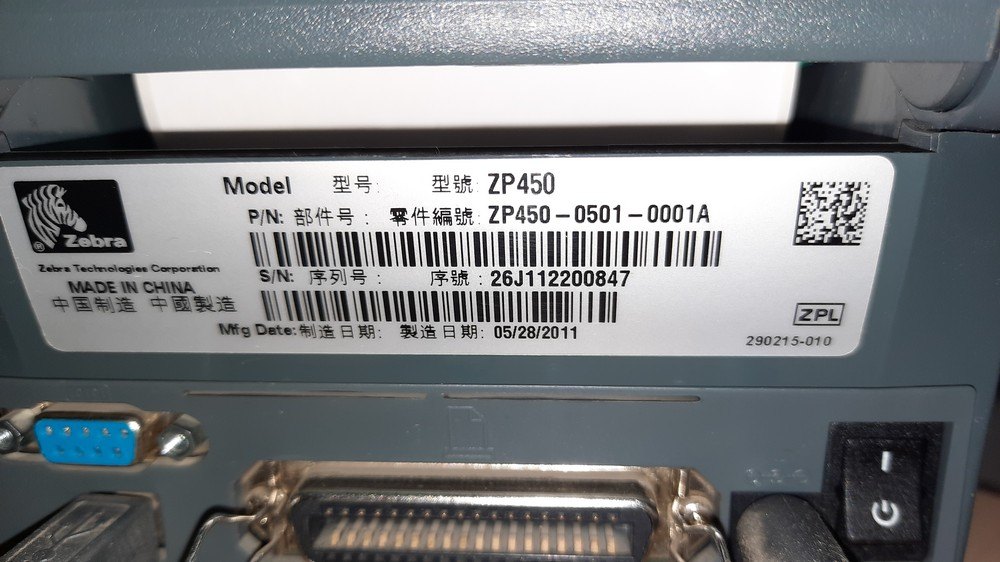 Model 型号: 型號: ZP450
P/N: 部件号: 零件編號: ZP450-0501-0001A
Zebra
®
Zebra Technologies Corporation
S/N: 序列号: 序號: 26J112200847
MADE IN CHINA
中国制造 中國製造
ZPL
Mfg Date: 制造日期: 製造日期: 05/28/2011
290215-010